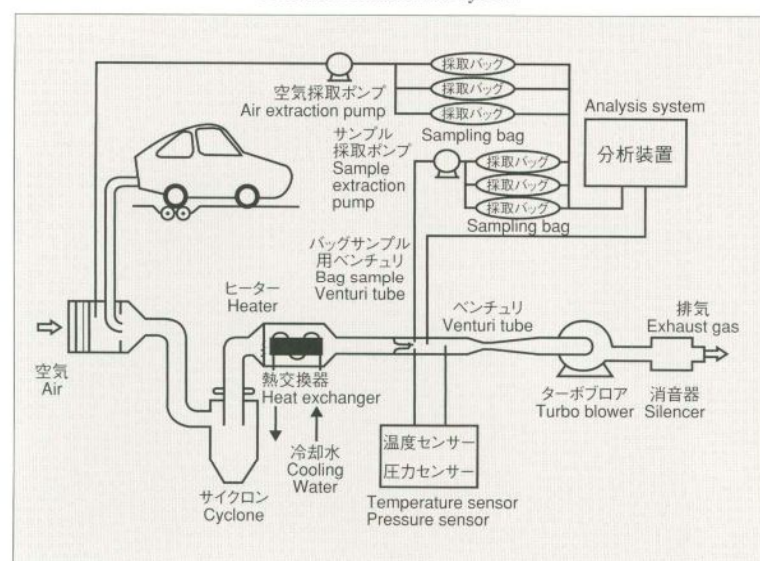 採取バッグ
採取バッグ
採取バッグ
空気採取ポンプ
Air extraction pump
Sampling bag
Analysis system
分析装置
サンプル
採取ポンプ
Sample
extraction
pump
採取バッグ
採取バッグ
採取バッグ
Sampling bag
バッグサンプル
用ベンチュリ
Bag sample
Venturi tube
ヒーター
Heater
ベンチュリ
Venturi tube
排気
Exhaust gas
空気
Air
熱交換器
Heat exchanger
ターボブロア
Turbo blower
消音器
Silencer
冷却水
Cooling
Water
温度センサー
圧力センサー
サイクロン
Cyclone
Temperature sensor
Pressure sensor